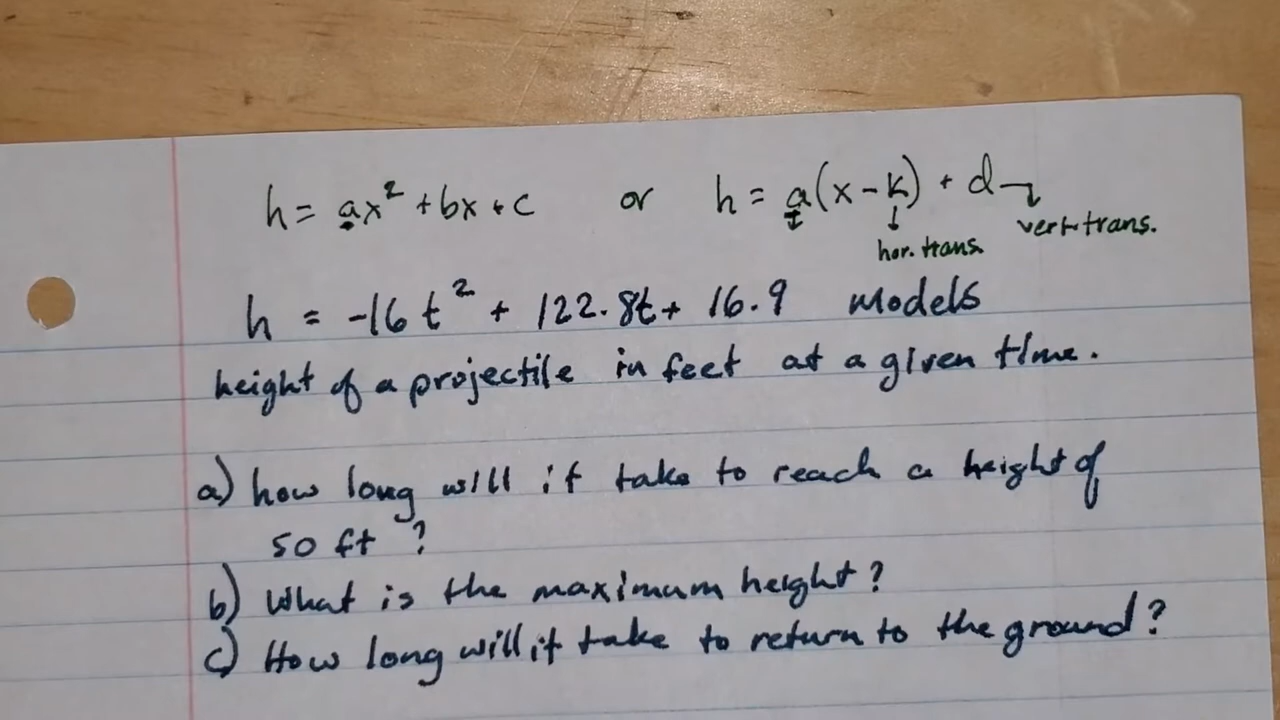 h = ax² + bx + c or h = a(x - k) + d
hor. trans. vert. trans.
h = -16t² + 122.8t + 16.9 models
height of a projectile in feet at a given time.
a) how long will it take to reach a height of
50 ft ?
b) What is the maximum height?
c) How long will it take to return to the ground?